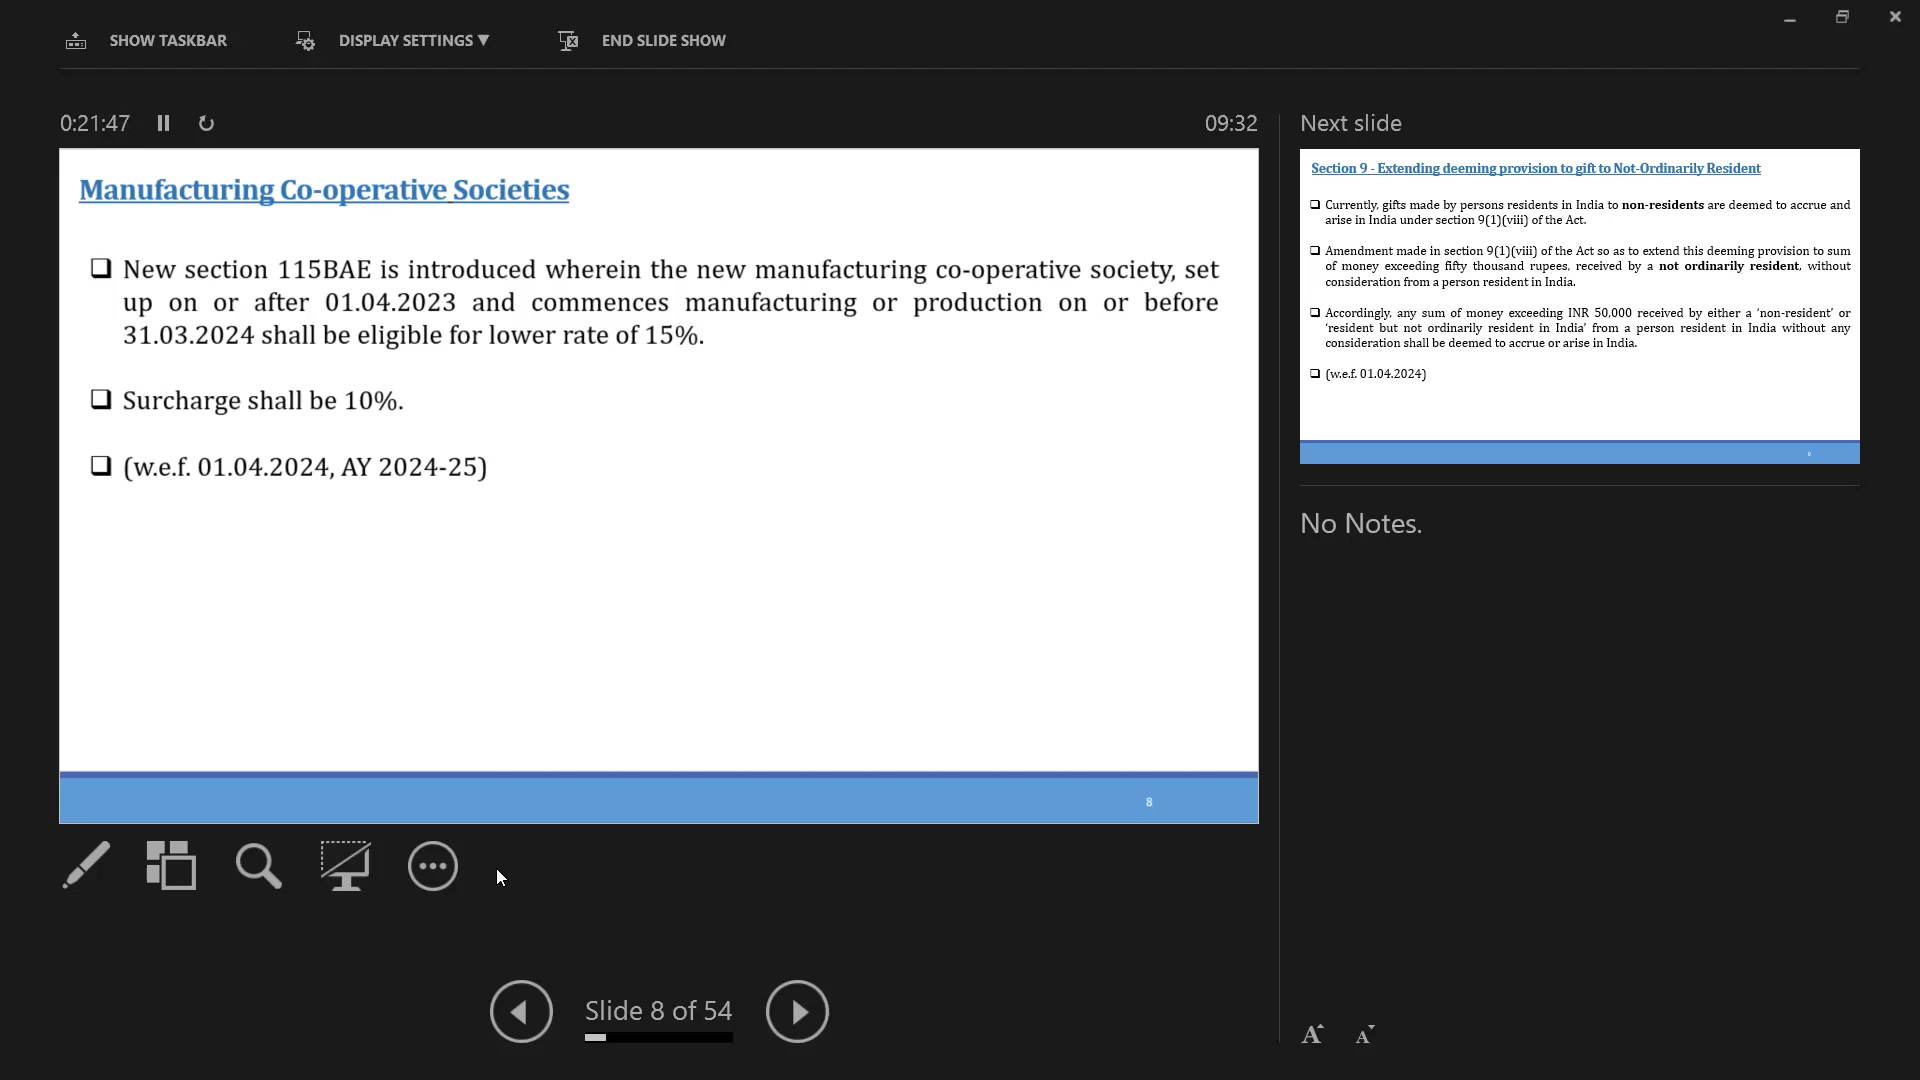 SHOW TASKBAR
DISPLAY SETTINGS ▼
END SLIDE SHOW
0:21:47
09:32
Manufacturing Co-operative Societies
❑ New section 115BAE is introduced wherein the new manufacturing co-operative society, set
up on or after 01.04.2023 and commences manufacturing or production on or before
31.03.2024 shall be eligible for lower rate of 15%.
❑ Surcharge shall be 10%.
❑ (w.e.f. 01.04.2024, AY 2024-25)
8
Slide 8 of 54
Next slide
Section 9 - Extending deeming provision to gift to Not-Ordinarily Resident
❑ Currently, gifts made by persons residents in India to non-residents are deemed to accrue and
arise in India under section 9(1)(viii) of the Act.
❑ Amendment made in section 9(1)(viii) of the Act so as to extend this deeming provision to sum
of money exceeding fifty thousand rupees, received by a not ordinarily resident, without
consideration from a person resident in India.
❑ Accordingly, any sum of money exceeding INR 50,000 received by either a ‘non-resident’ or
‘resident but not ordinarily resident in India’ from a person resident in India without any
consideration shall be deemed to accrue or arise in India.
❑ (w.e.f. 01.04.2024)
No Notes.
A A